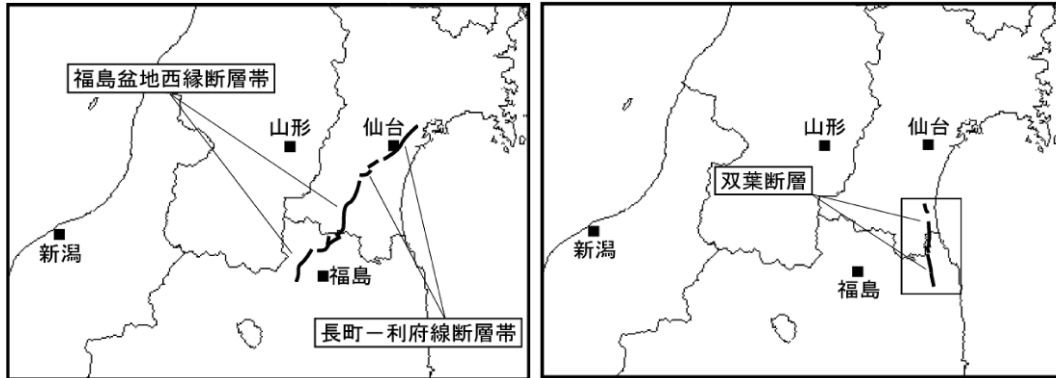 福島盆地西縁断層帯
山形
仙台
新潟
福島
長町－利府線断層帯
山形
仙台
双葉断層
新潟
福島